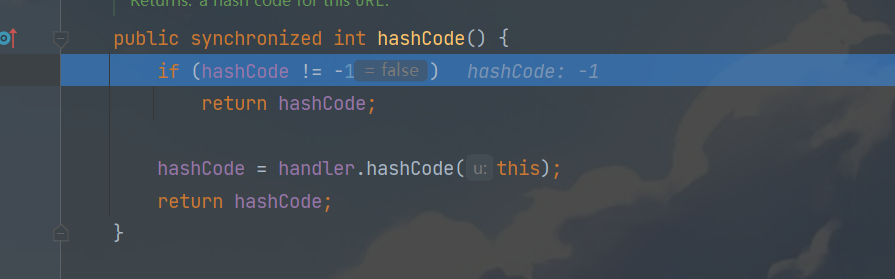 Returns: a hash code for this URL.
public synchronized int hashCode() {
if (hashCode != -1 = false ) hashCode: -1
return hashCode;
hashCode = handler.hashCode( u: this);
return hashCode;
}